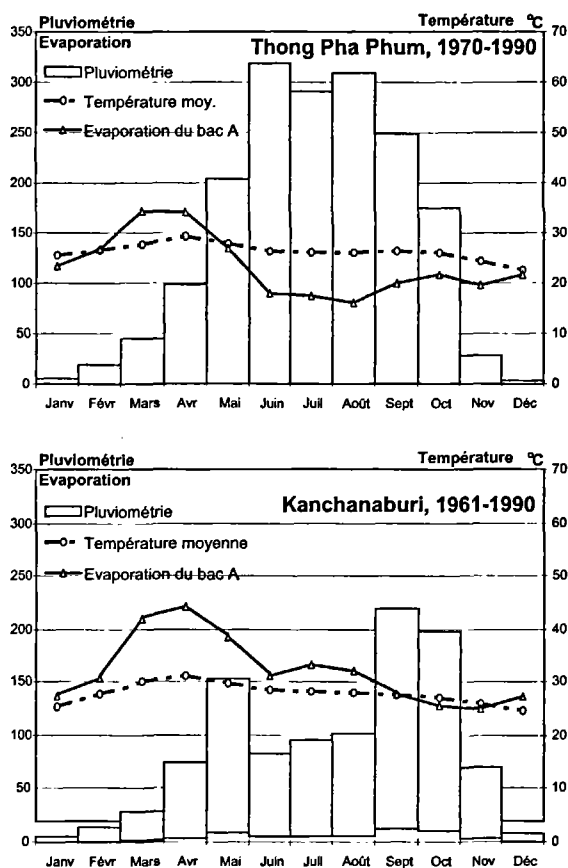 Pluviométrie
Température °C
Evaporation
Thong Pha Phum, 1970-1990
Pluviométrie
Température moy.
Evaporation du bac A
350
300
250
200
150
100
50
0
70
60
50
40
30
20
10
0
Janv Févr Mars Avr Mai Juin Juil Août Sept Oct Nov Déc
Pluviométrie
Température °C
Evaporation
Kanchanaburi, 1961-1990
Pluviométrie
Température moyenne
Evaporation du bac A
350
300
250
200
150
100
50
0
70
60
50
40
30
20
10
0
Janv Févr Mars Avr Mai Juin Juil Août Sept Oct Nov Déc